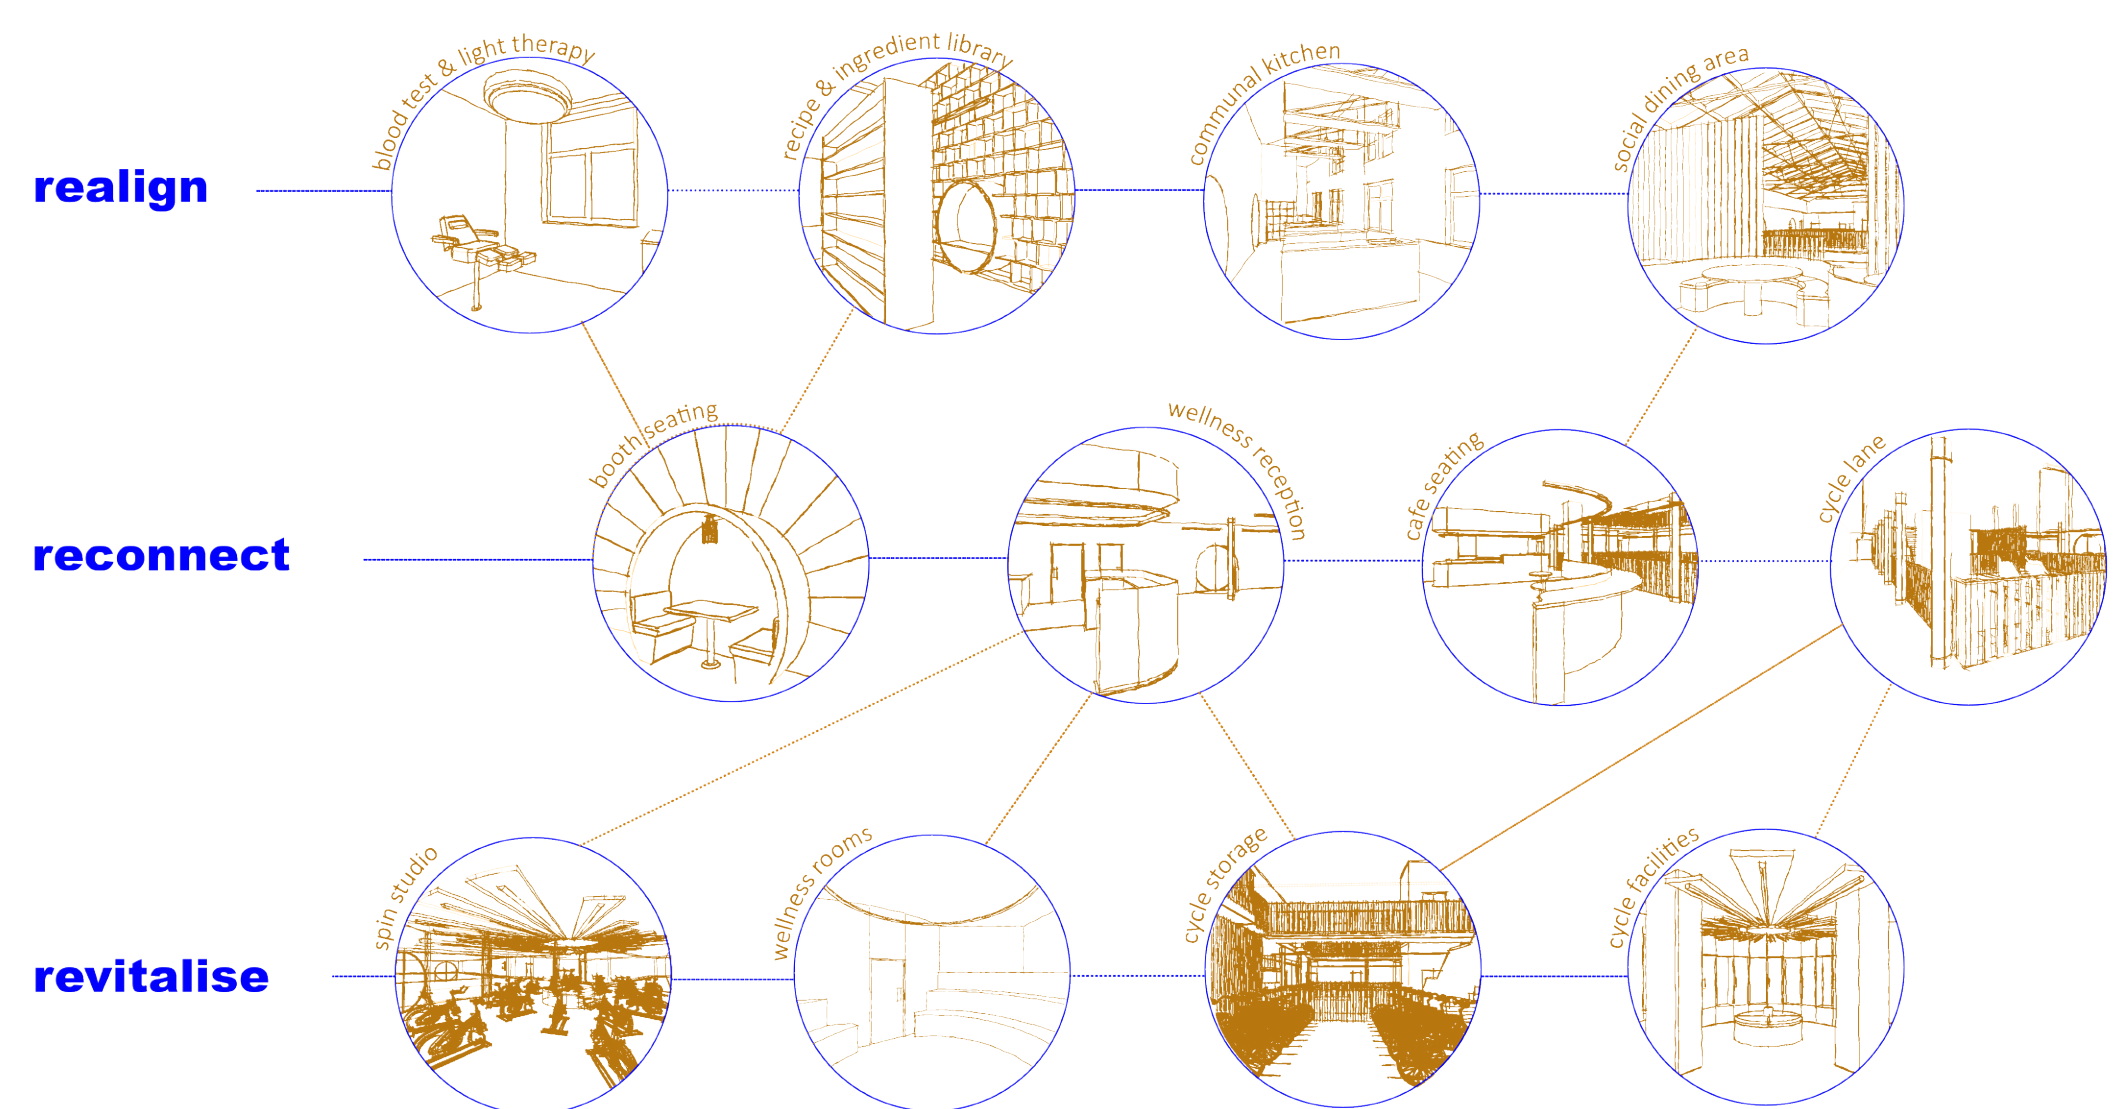 realign
blood test & light therapy
recipe & ingredient library
communal kitchen
social dining area
reconnect
booth seating
wellness reception
cafe seating
cycle lane
revitalise
spin studio
wellness rooms
cycle storage
cycle facilities